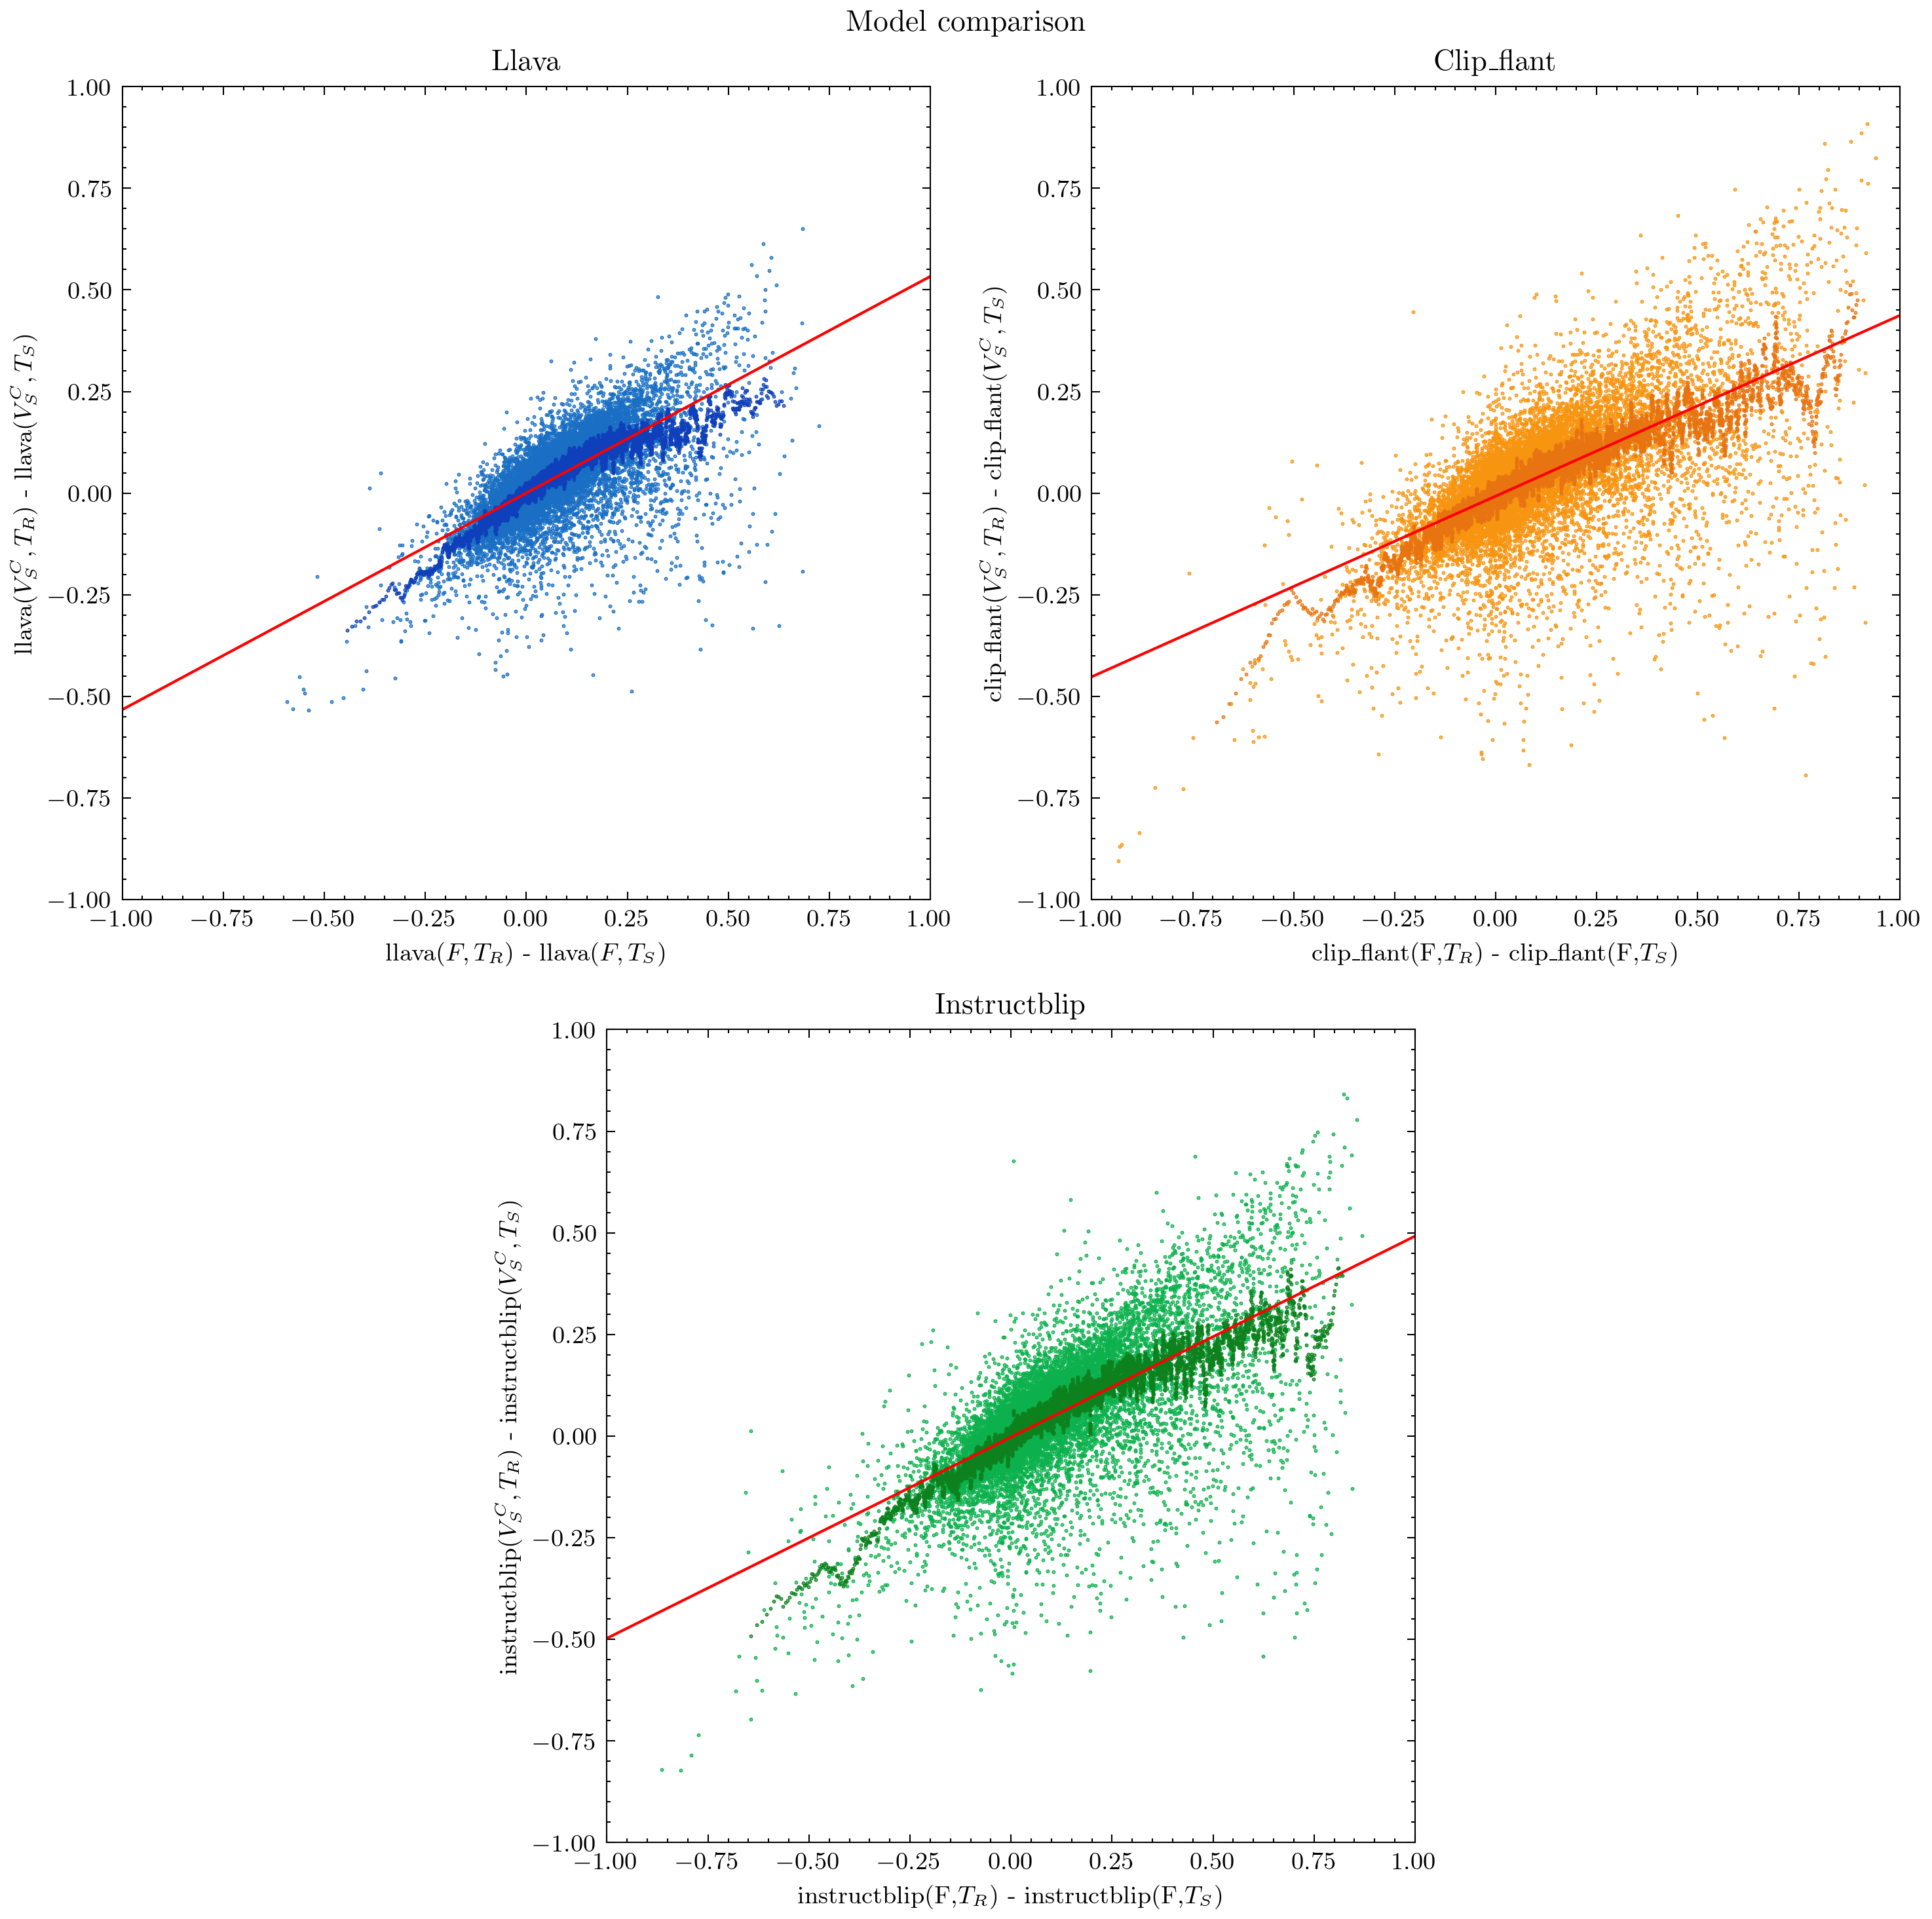 Model comparison
Llava
1.00
0.75
0.50
0.25
0.00
−0.25
−0.50
−0.75
−1.00
−1.00 −0.75 −0.50 −0.25 0.00 0.25 0.50 0.75 1.00
llava(V_S^C, T_R) - llava(V_S^C, T_S)
llava(F, T_R) - llava(F, T_S)
Clip_flant
1.00
0.75
0.50
0.25
0.00
−0.25
−0.50
−0.75
−1.00
−1.00 −0.75 −0.50 −0.25 0.00 0.25 0.50 0.75 1.00
clip_flant(V_S^C, T_R) - clip_flant(V_S^C, T_S)
clip_flant(F,T_R) - clip_flant(F,T_S)
Instructblip
1.00
0.75
0.50
0.25
0.00
−0.25
−0.50
−0.75
−1.00
−1.00 −0.75 −0.50 −0.25 0.00 0.25 0.50 0.75 1.00
instructblip(V_S^C, T_R) - instructblip(V_S^C, T_S)
instructblip(F,T_R) - instructblip(F,T_S)